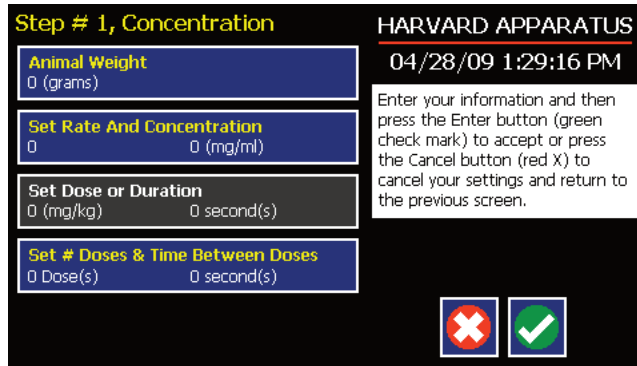 Step # 1, Concentration
Animal Weight
0 (grams)
Set Rate And Concentration
0 0 (mg/ml)
Set Dose or Duration
0 (mg/kg) 0 second(s)
Set # Doses & Time Between Doses
0 Dose(s) 0 second(s)
HARVARD APPARATUS
04/28/09 1:29:16 PM
Enter your information and then
press the Enter button (green
check mark) to accept or press
the Cancel button (red X) to
cancel your settings and return to
the previous screen.